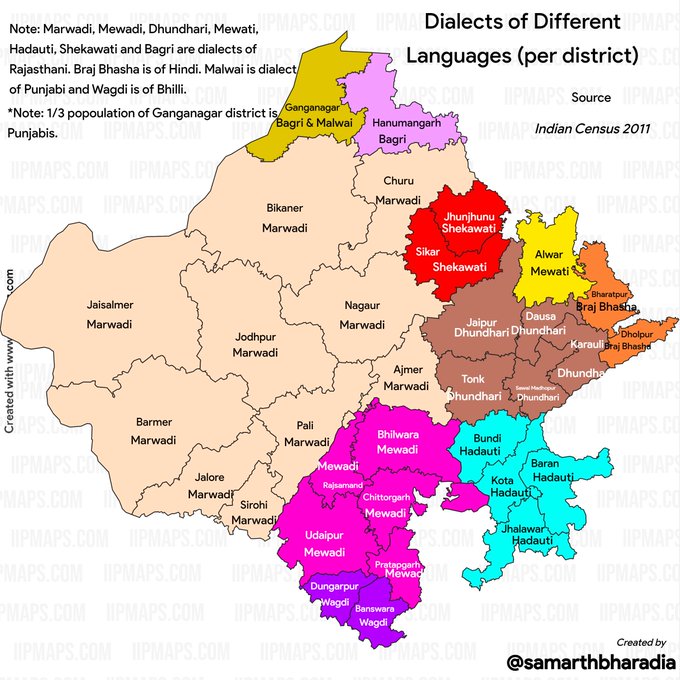 Note: Marwadi, Mewadi, Dhundhari, Mewati,
Hadauti, Shekawati and Bagri are dialects of
Rajasthani. Braj Bhasha is of Hindi. Malwai is dialect
of Punjabi and Wagdi is of Bhilli.
*Note: 1/3 popoulation of Ganganagar district is
Punjabis.
Dialects of Different
Languages (per district)
Source
Indian Census 2011
Ganganagar
Bagri & Malwai
Hanumangarh
Bagri
Churu
Marwadi
Bikaner
Marwadi
Jhunjhunu
Shekawati
Sikar
Shekawati
Alwar
Mewati
Bharatpur
Braj Bhasha
Dholpur
Braj Bhasha
Jaisalmer
Marwadi
Jodhpur
Marwadi
Nagaur
Marwadi
Jaipur
Dhundhari
Dausa
Dhundhari
Karauli
Dhundha
Ajmer
Marwadi
Tonk
Dhundhari
Sawai Madhopur
Dhundhari
Barmer
Marwadi
Pali
Marwadi
Bhilwara
Mewadi
Bundi
Hadauti
Baran
Hadauti
Kota
Hadauti
Jhalawar
Hadauti
Jalore
Marwadi
Sirohi
Marwadi
Mewadi
Rajsamand
Chittorgarh
Mewadi
Udaipur
Mewadi
Pratapgarh
Mewad
Dungarpur
Wagdi
Banswara
Wagdi
Created with www.
.com
IIPMAPS.COM
Created by
@samarthbharadia